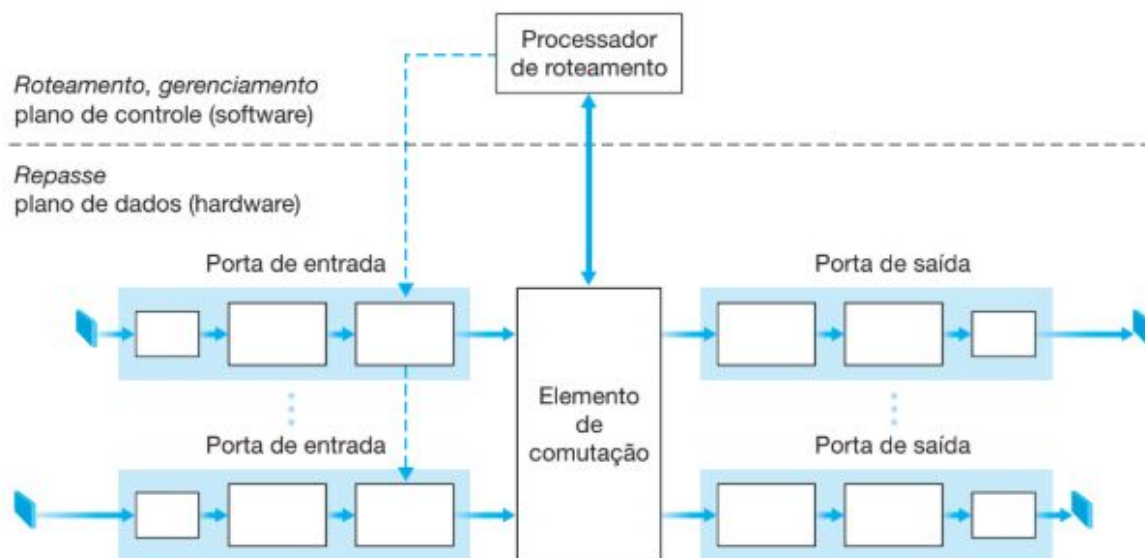 Processador
de roteamento
Roteamento, gerenciamento
plano de controle (software)
Repasse
plano de dados (hardware)
Porta de entrada
Porta de saída
Elemento
de
comutação
Porta de entrada
Porta de saída